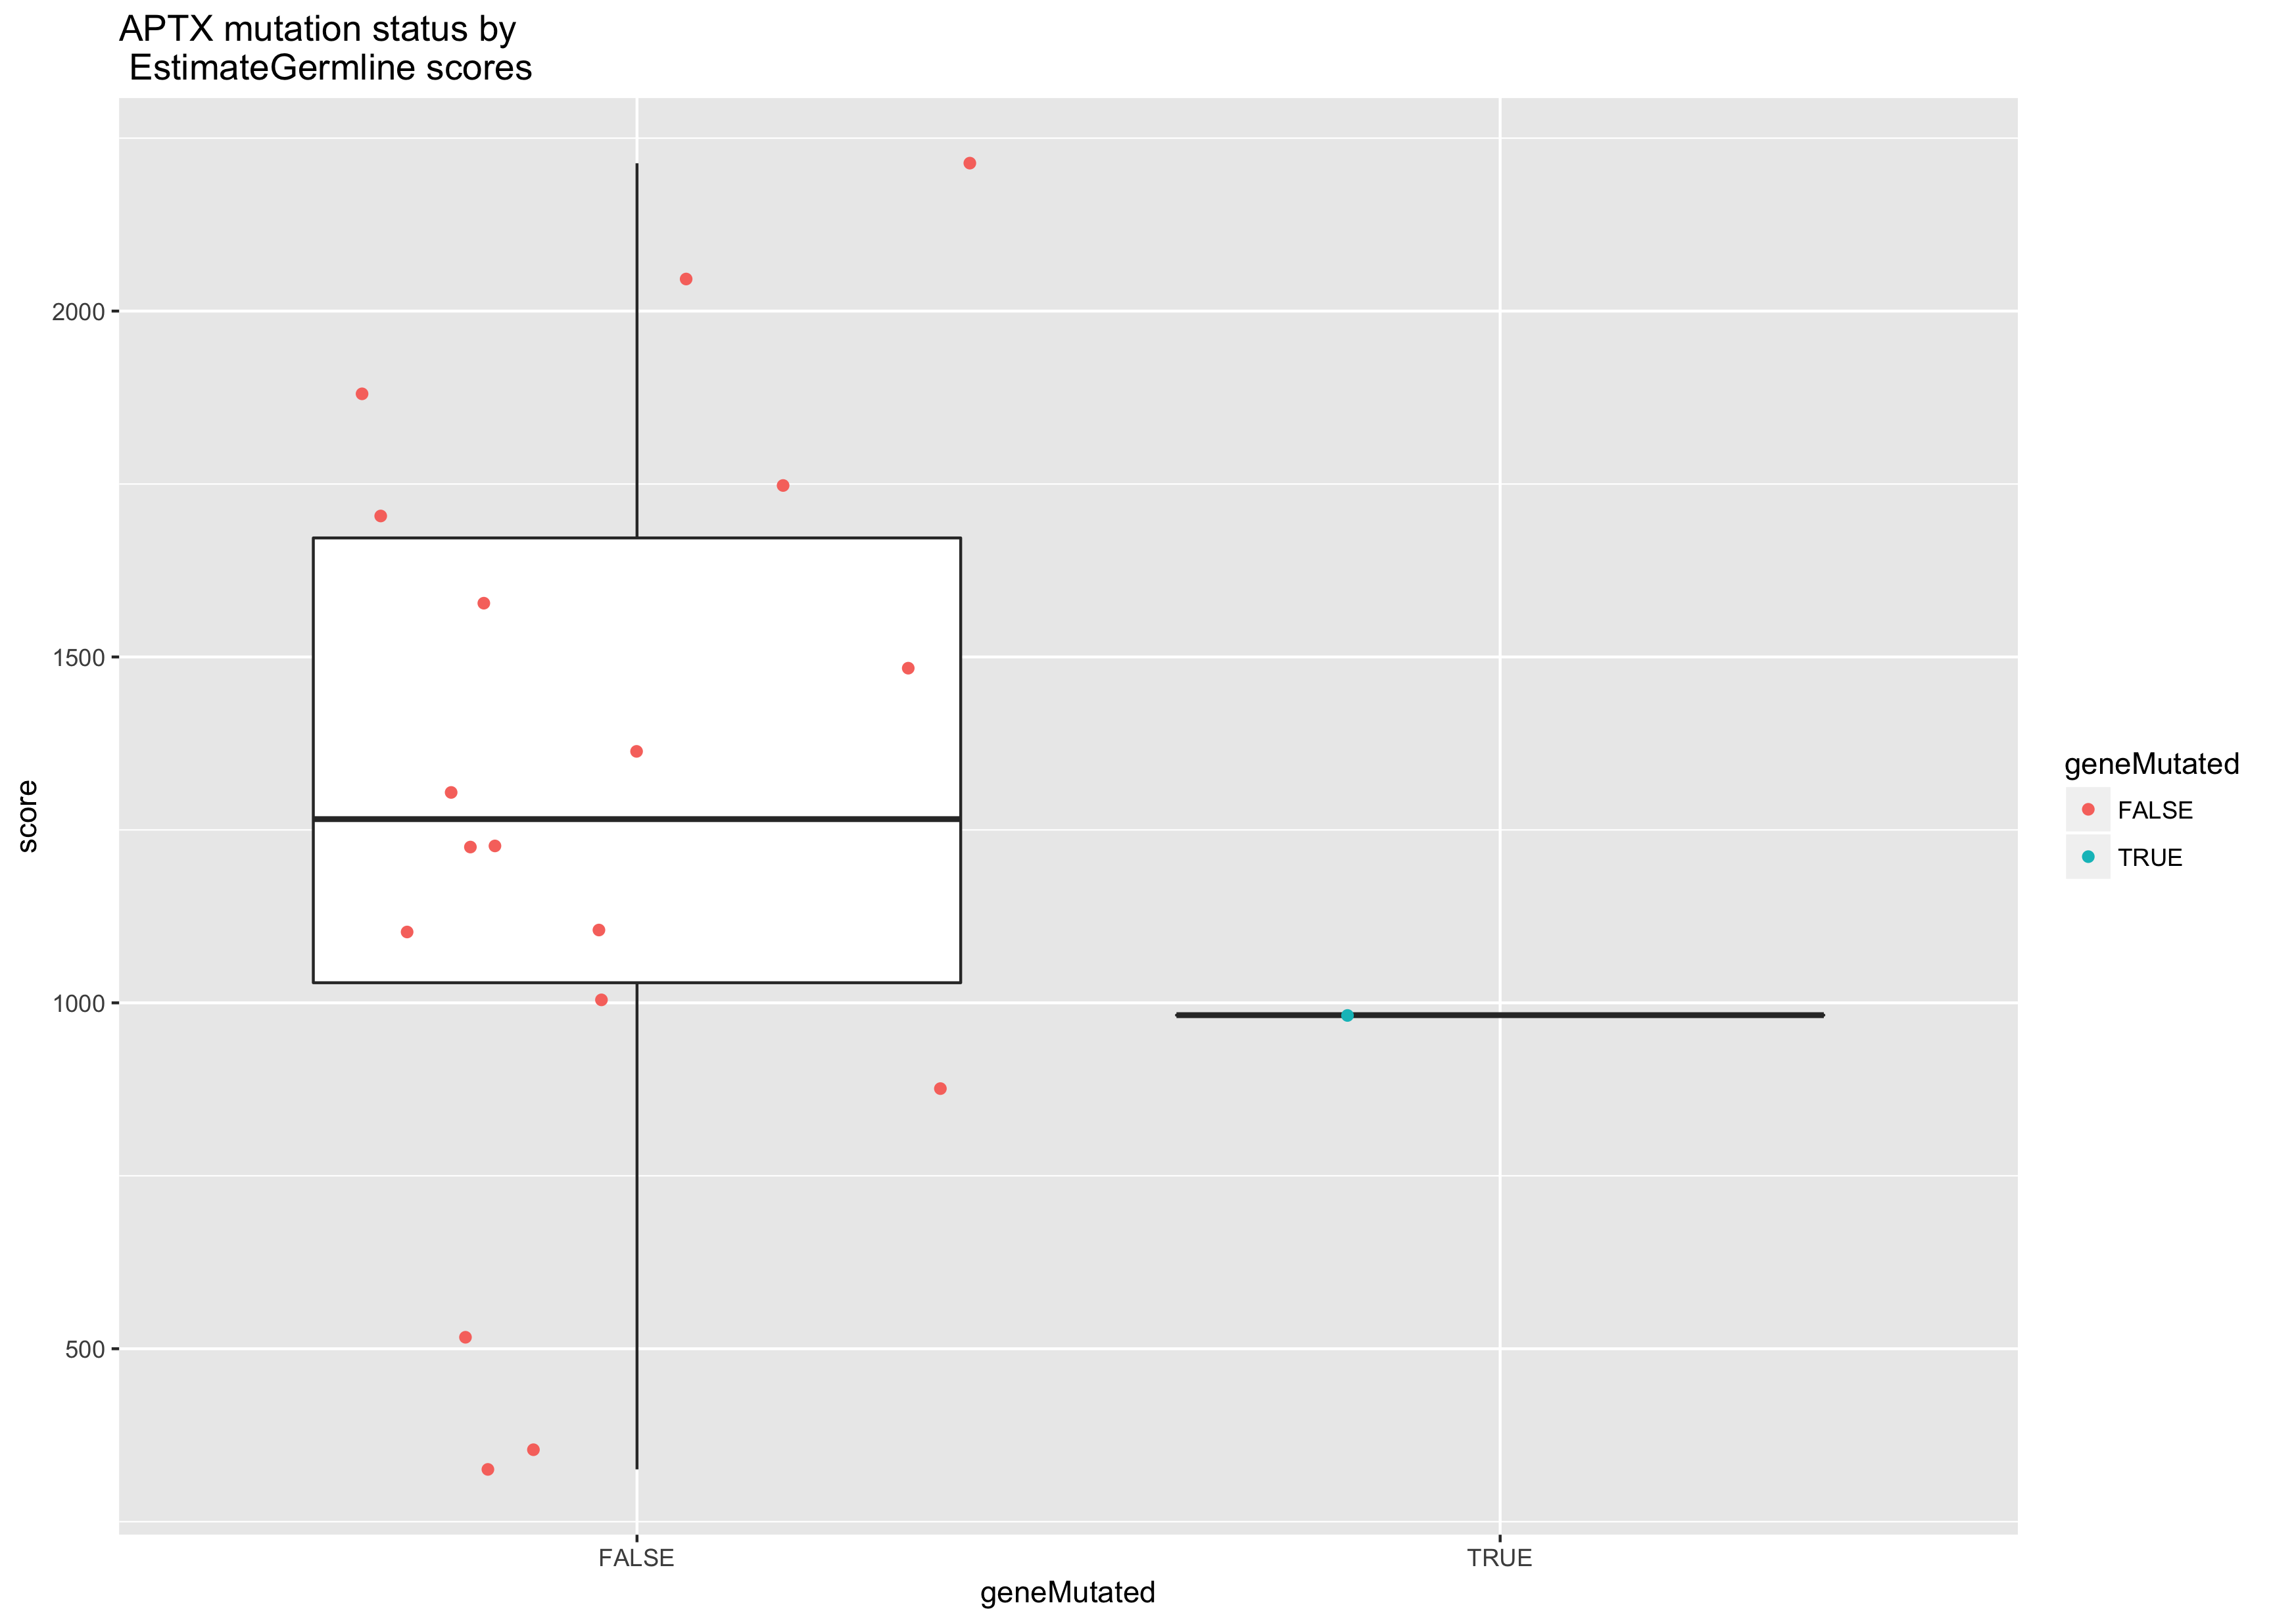 APTX mutation status by
EstimateGermline scores
score
2000
1500
1000
500
FALSE
TRUE
geneMutated
geneMutated
FALSE
TRUE